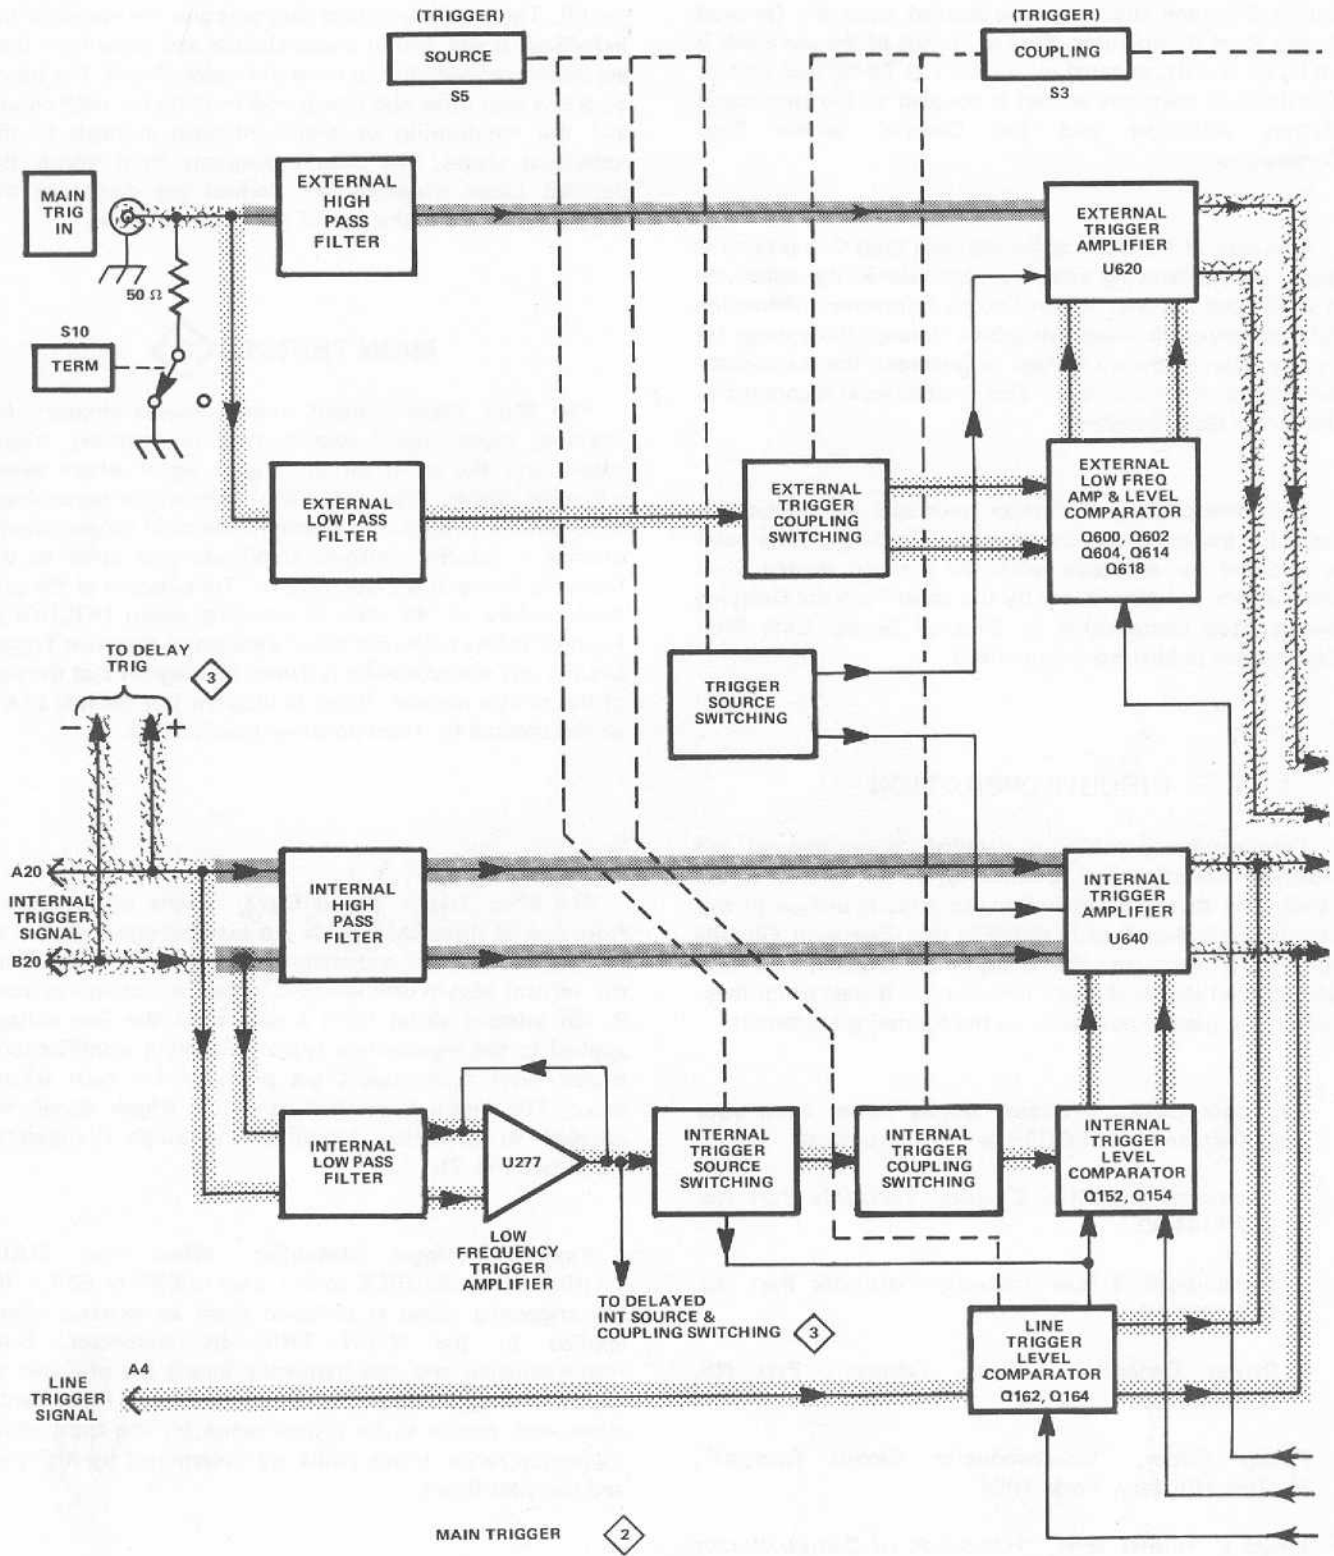 (TRIGGER)
SOURCE
S5
(TRIGGER)
COUPLING
S3
MAIN
TRIG
IN
EXTERNAL
HIGH
PASS
FILTER
EXTERNAL
TRIGGER
AMPLIFIER
U620
50 Ω
S10
TERM
EXTERNAL
LOW PASS
FILTER
EXTERNAL
TRIGGER
COUPLING
SWITCHING
EXTERNAL
LOW FREQ
AMP & LEVEL
COMPARATOR
Q600, Q602
Q604, Q614
Q618
TO DELAY
TRIG
3
− +
TRIGGER
SOURCE
SWITCHING
A20
INTERNAL
TRIGGER
SIGNAL
B20
INTERNAL
HIGH
PASS
FILTER
INTERNAL
TRIGGER
AMPLIFIER
U640
INTERNAL
LOW PASS
FILTER
U277
LOW
FREQUENCY
TRIGGER
AMPLIFIER
INTERNAL
TRIGGER
SOURCE
SWITCHING
INTERNAL
TRIGGER
COUPLING
SWITCHING
INTERNAL
TRIGGER
LEVEL
COMPARATOR
Q152, Q154
TO DELAYED
INT SOURCE &
COUPLING SWITCHING
3
LINE
TRIGGER
LEVEL
COMPARATOR
Q162, Q164
A4
LINE
TRIGGER
SIGNAL
MAIN TRIGGER
2